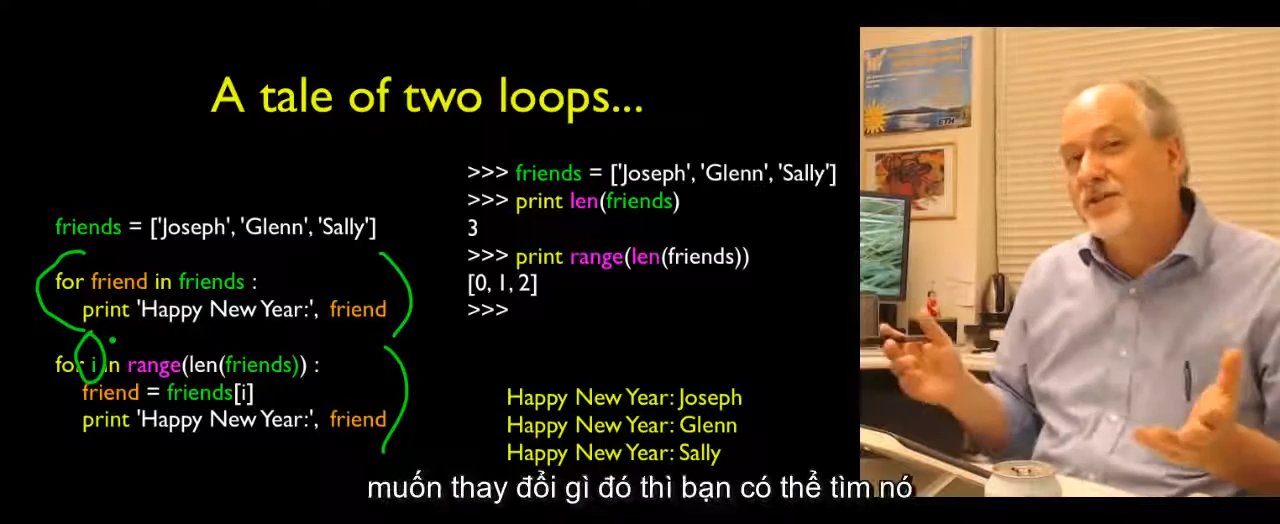 A tale of two loops...
friends = ['Joseph', 'Glenn', 'Sally']
for friend in friends :
print 'Happy New Year:', friend
for i in range(len(friends)) :
friend = friends[i]
print 'Happy New Year:', friend
>>> friends = ['Joseph', 'Glenn', 'Sally']
>>> print len(friends)
3
>>> print range(len(friends))
[0, 1, 2]
>>>
Happy New Year: Joseph
Happy New Year: Glenn
Happy New Year: Sally
ETH
muốn thay đổi gì đó thì bạn có thể tìm nó